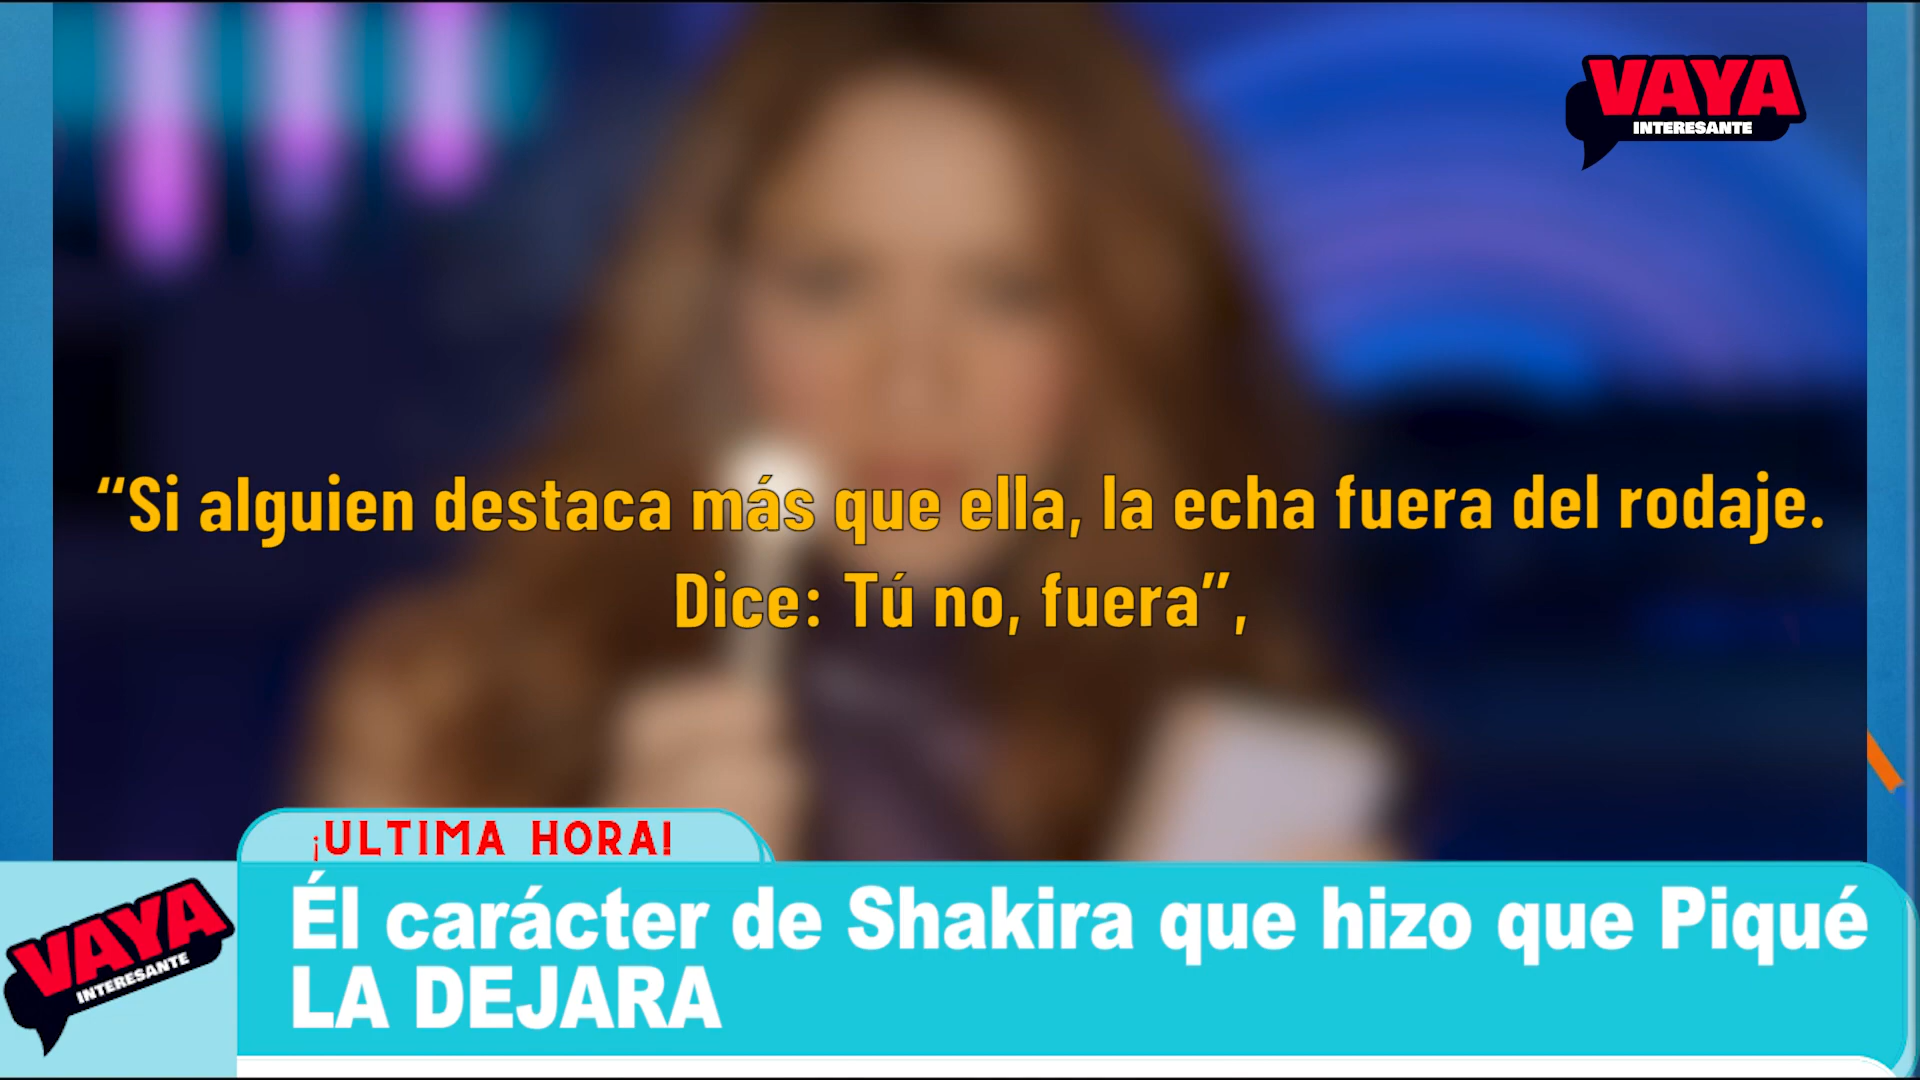 VAYA
INTERESANTE
“Si alguien destaca más que ella, la echa fuera del rodaje.
Dice: Tú no, fuera”,
¡ULTIMA HORA!
Él carácter de Shakira que hizo que Piqué
LA DEJARA
VAYA
INTERESANTE